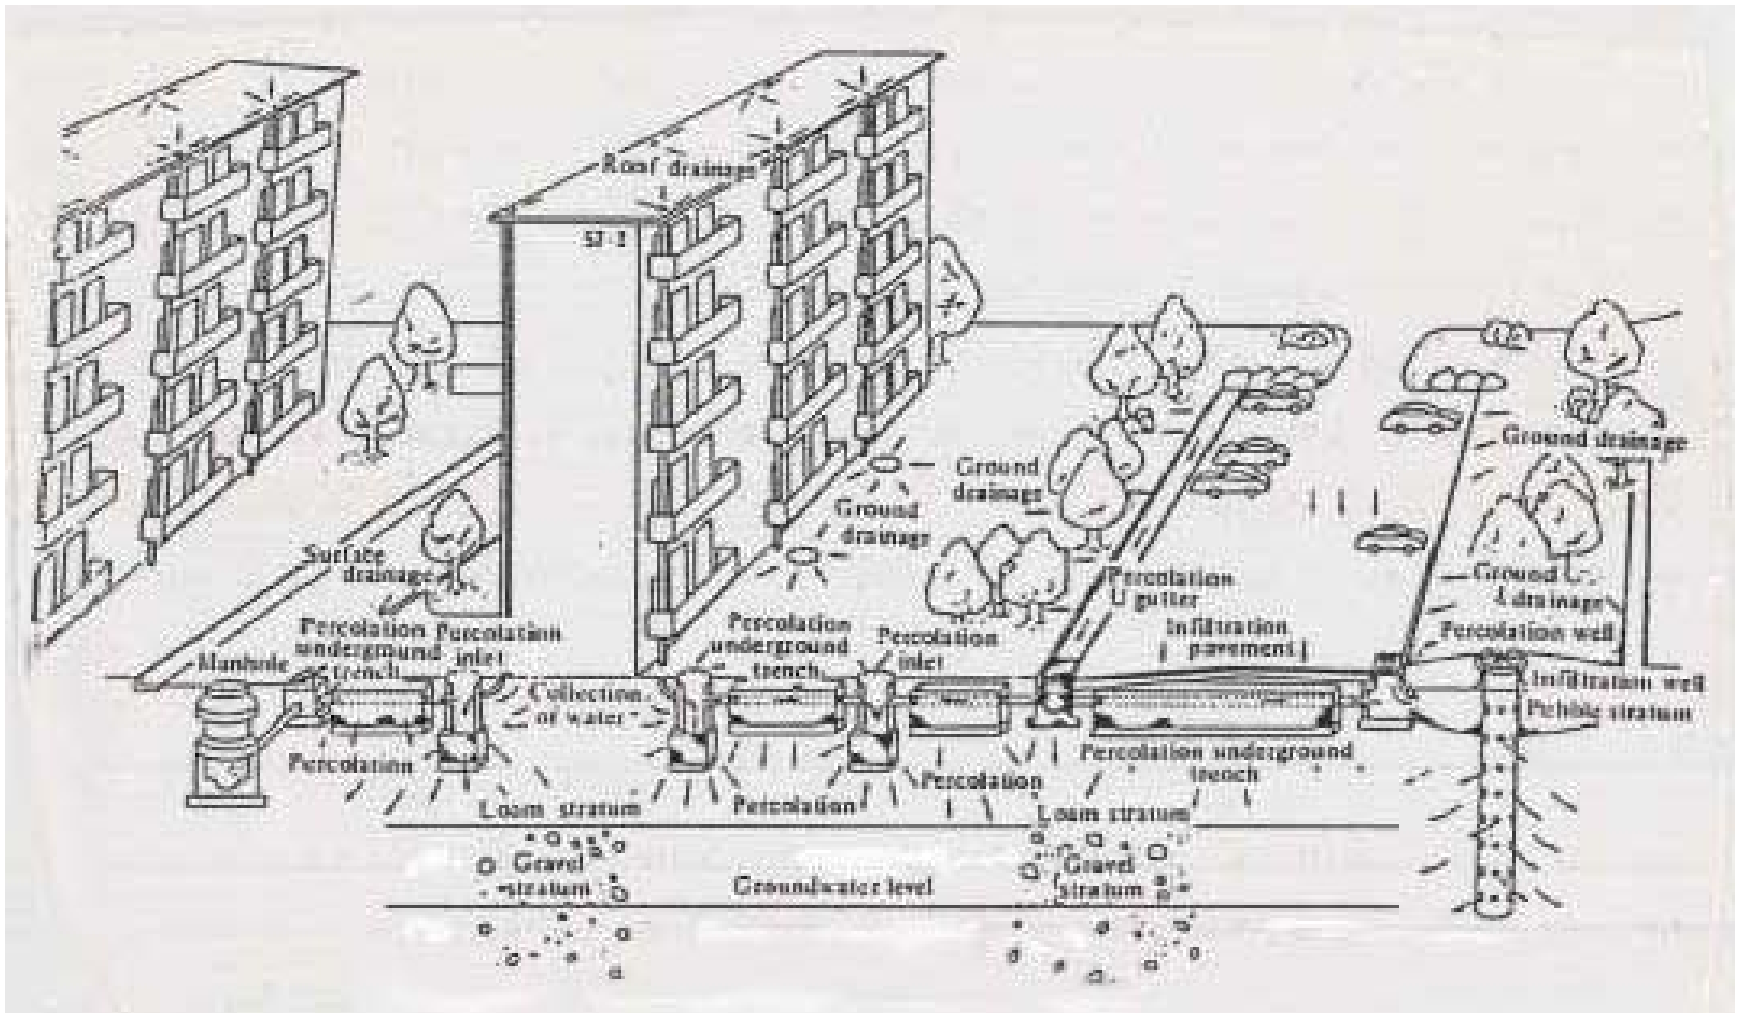 Roof drainage
57-2
Ground drainage
Ground
drainage
Ground
drainage
Surface
drainage
Percolation
gutter
Ground
drainage
Percolation
underground
trench
Percolation
inlet
Percolation
underground
trench
Percolation
inlet
Infiltration
pavement
Percolation well
Manhole
Collection
of water
Infiltration well
Pebble stratum
Percolation
Percolation underground
trench
Percolation
Percolation
Loam stratum
Loam stratum
Gravel
stratum
Groundwater level
Gravel
stratum